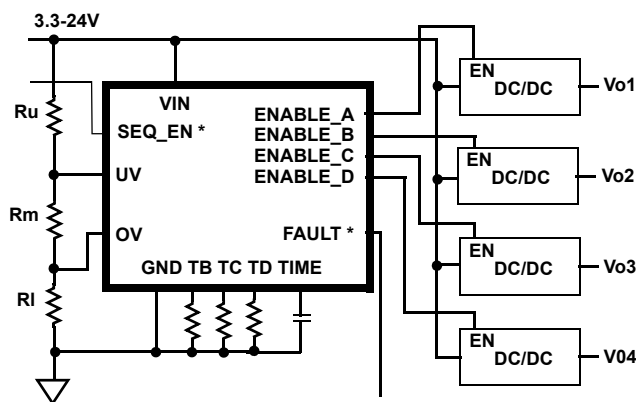 3.3-24V
EN
DC/DC
Vo1
VIN
Ru
ENABLE_A
SEQ_EN *
ENABLE_B
ENABLE_C
ENABLE_D
EN
DC/DC
Vo2
UV
Rm
OV
FAULT *
EN
DC/DC
Vo3
GND TB TC TD TIME
Rl
EN
DC/DC
V04